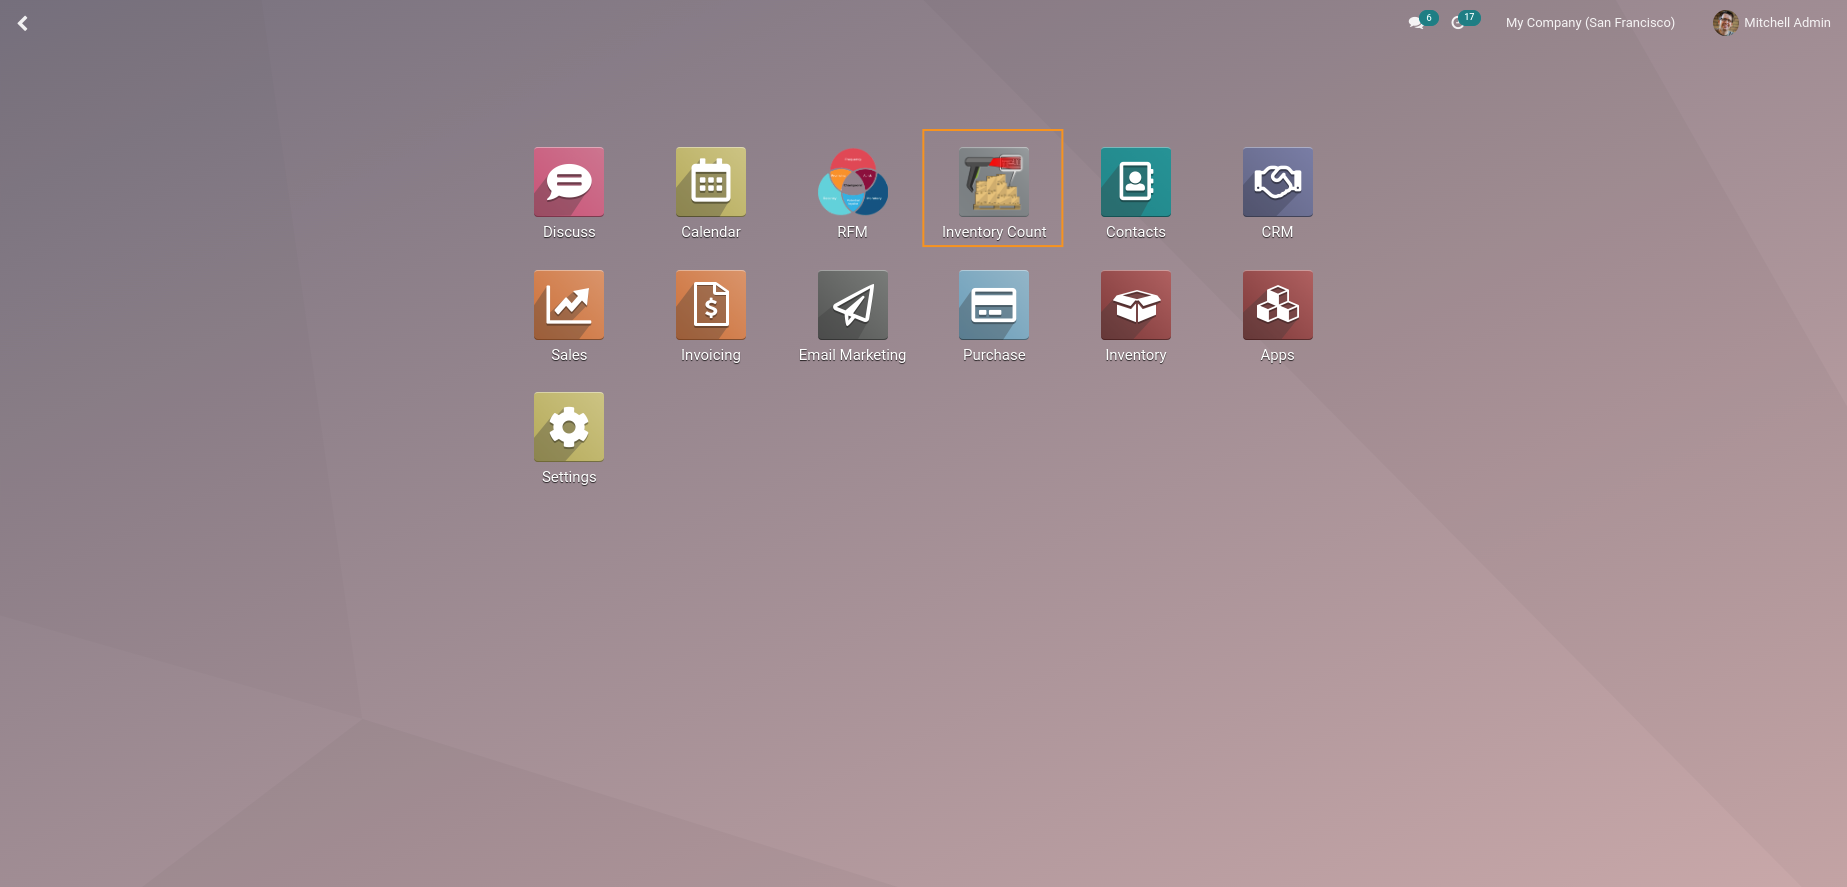 6 17 My Company (San Francisco) Mitchell Admin
Discuss Calendar RFM Inventory Count Contacts CRM
Sales Invoicing Email Marketing Purchase Inventory Apps
Settings